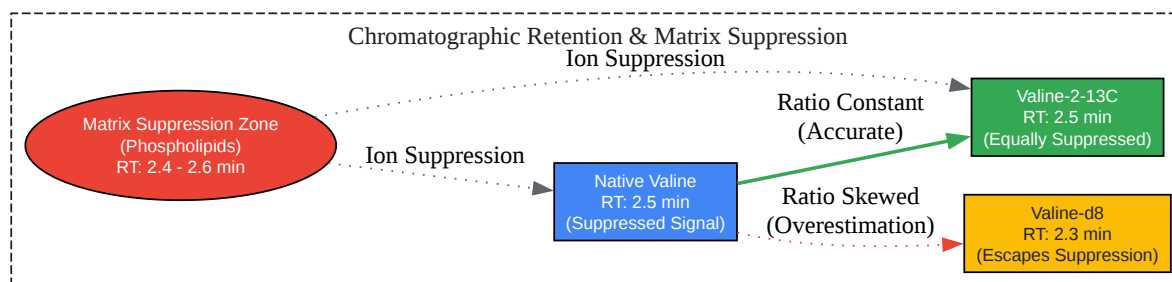 Chromatographic Retention & Matrix Suppression
Ion Suppression
Matrix Suppression Zone
(Phospholipids)
RT: 2.4 - 2.6 min
Ion Suppression
Native Valine
RT: 2.5 min
(Suppressed Signal)
Ratio Constant
(Accurate)
Valine-2-13C
RT: 2.5 min
(Equally Suppressed)
Ratio Skewed
(Overestimation)
Valine-d8
RT: 2.3 min
(Escapes Suppression)